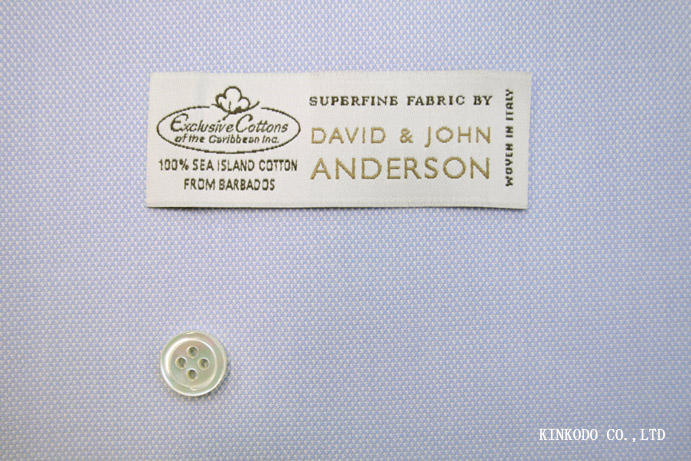 Exclusive Cottons
of the Caribbean Inc.
100% SEA ISLAND COTTON
FROM BARBADOS
SUPERFINE FABRIC BY
DAVID & JOHN
ANDERSON
WOVEN IN ITALY
KINKODO CO.,LTD